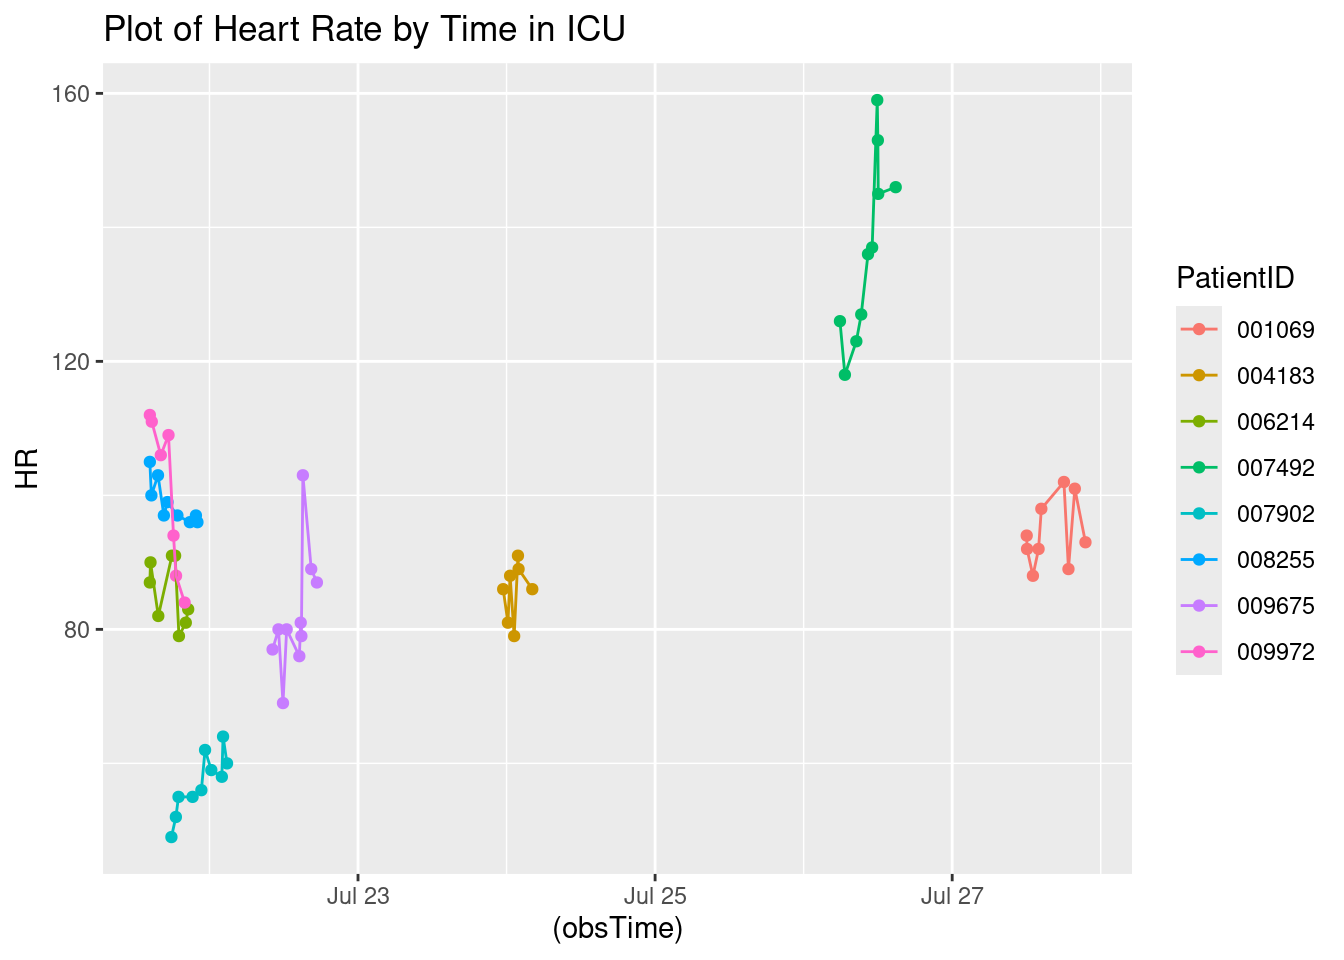 Plot of Heart Rate by Time in ICU
160
120
80
HR
Jul 23
Jul 25
Jul 27
(obsTime)
PatientID
001069
004183
006214
007492
007902
008255
009675
009972